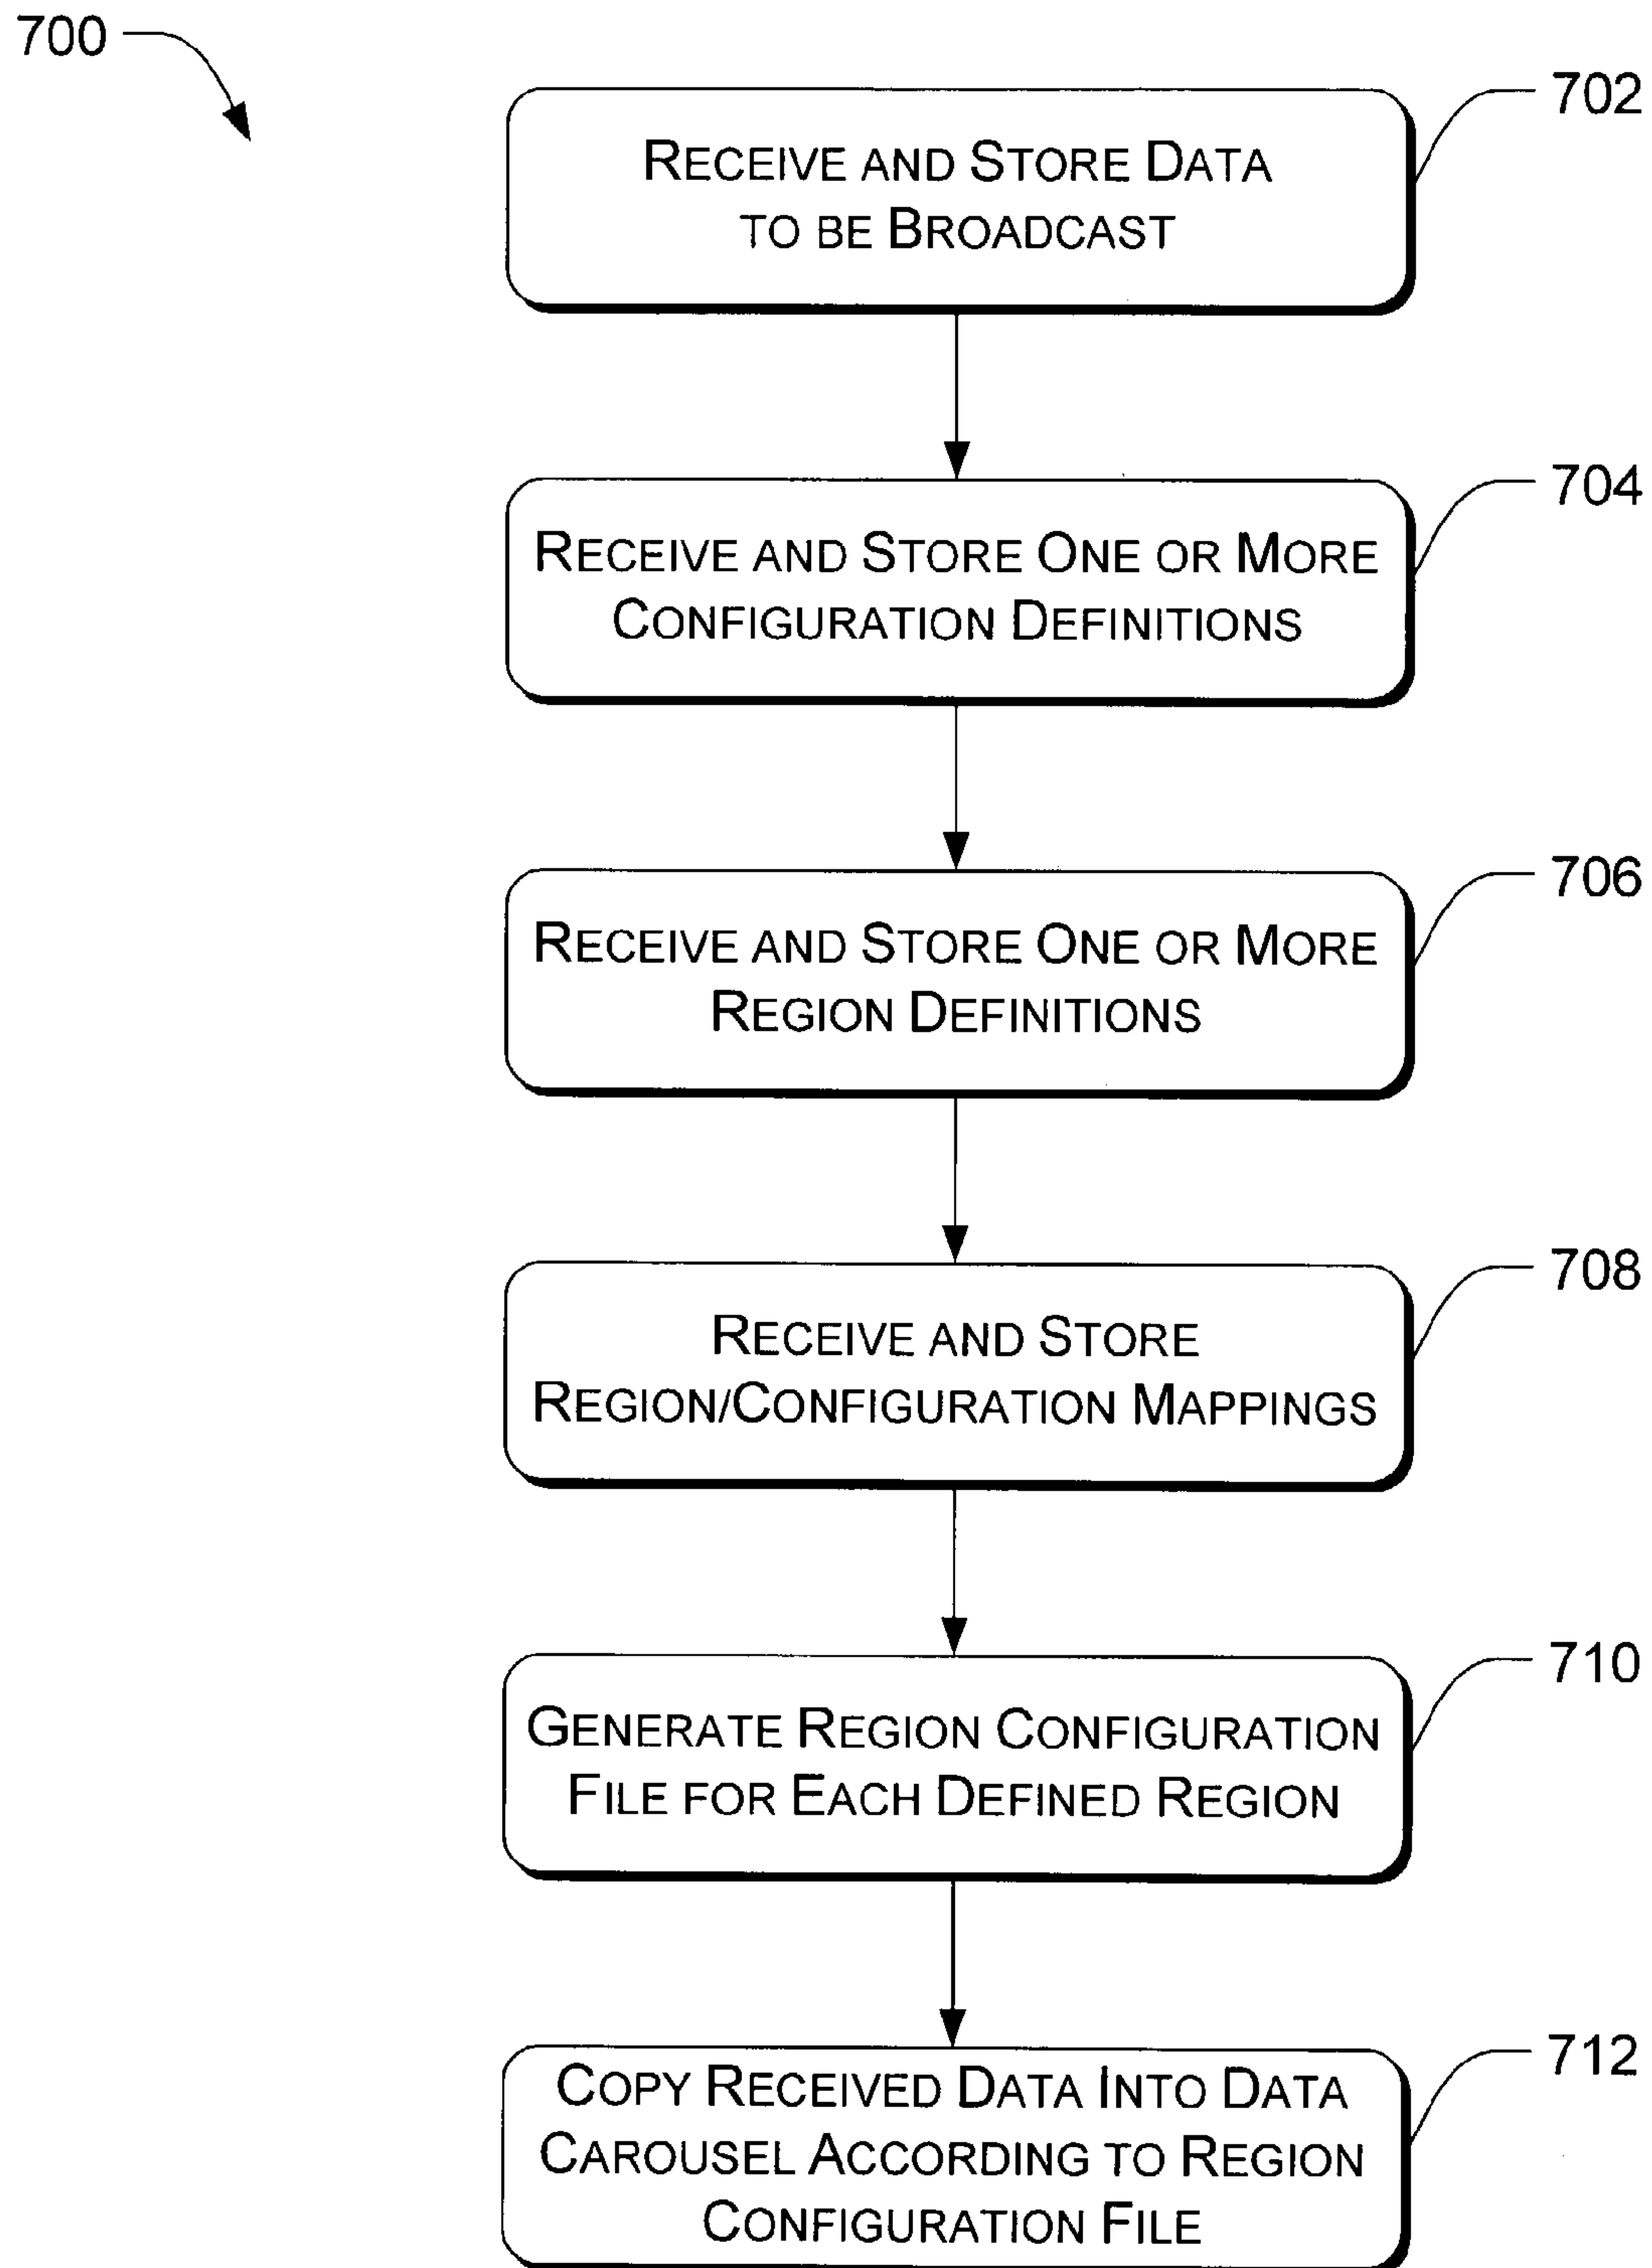 700
702
RECEIVE AND STORE DATA
TO BE BROADCAST
704
RECEIVE AND STORE ONE OR MORE
CONFIGURATION DEFINITIONS
706
RECEIVE AND STORE ONE OR MORE
REGION DEFINITIONS
708
RECEIVE AND STORE
REGION/CONFIGURATION MAPPINGS
710
GENERATE REGION CONFIGURATION
FILE FOR EACH DEFINED REGION
712
COPY RECEIVED DATA INTO DATA
CAROUSEL ACCORDING TO REGION
CONFIGURATION FILE